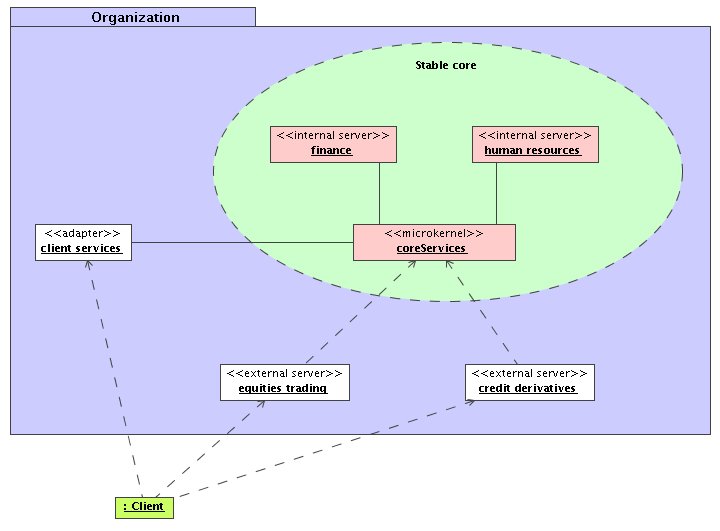 Organization
Stable core
<<internal server>>
finance
<<internal server>>
human resources
<<adapter>>
client services
<<microkernel>>
coreServices
<<external server>>
equities trading
<<external server>>
credit derivatives
: Client